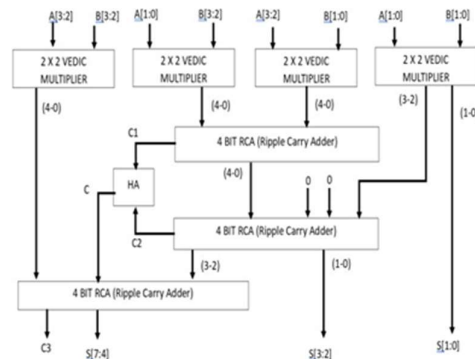 A[3:2] B[3:2] A[1:0] B[3:2] A[3:2] B[1:0] A[1:0] B[1:0]
2 X 2 VEDIC MULTIPLIER
2 X 2 VEDIC MULTIPLIER
2 X 2 VEDIC MULTIPLIER
2 X 2 VEDIC MULTIPLIER
(4-0) (4-0) (4-0) (3-2) (1-0)
C1
4 BIT RCA (Ripple Carry Adder)
(4-0)
HA
0 0
C
4 BIT RCA (Ripple Carry Adder)
C2
(3-2) (1-0)
4 BIT RCA (Ripple Carry Adder)
C3 S[7:4] S[3:2] S[1:0]